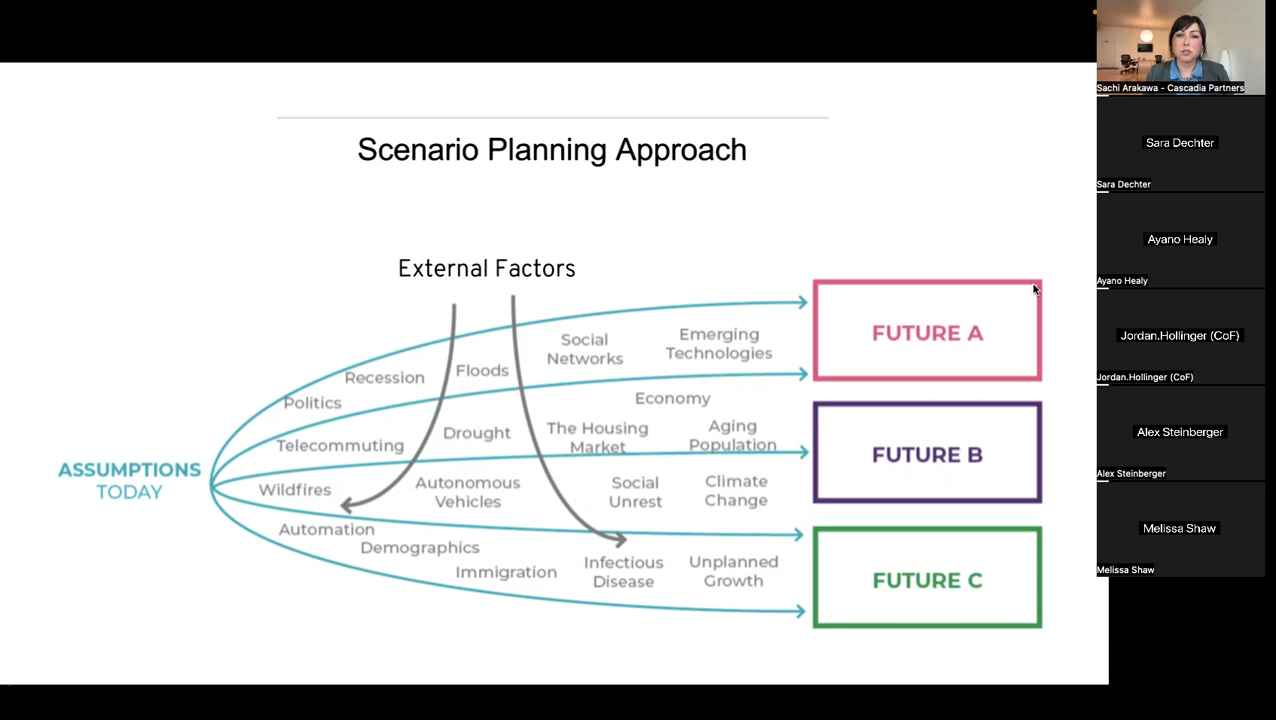 Scenario Planning Approach
External Factors
Social
Networks
Emerging
Technologies
Recession
Floods
Politics
Economy
Telecommuting
Drought
The Housing
Market
Aging
Population
ASSUMPTIONS
TODAY
Wildfires
Autonomous
Vehicles
Social
Unrest
Climate
Change
Automation
Demographics
Immigration
Infectious
Disease
Unplanned
Growth
FUTURE A
FUTURE B
FUTURE C
Sachi Arakawa - Cascadia Partners
Sara Dechter
Sara Dechter
Ayano Healy
Ayano Healy
Jordan.Hollinger (CoF)
Jordan.Hollinger (CoF)
Alex Steinberger
Alex Steinberger
Melissa Shaw
Melissa Shaw